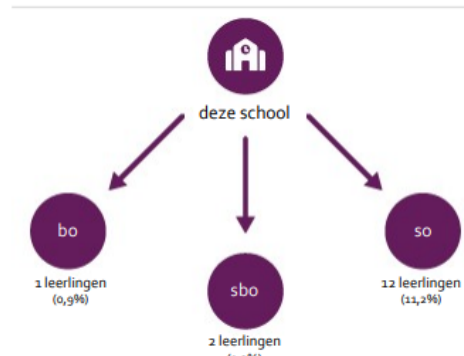 deze school
bo
1 leerlingen
(0,9%)
so
12 leerlingen
(11,2%)
sbo
2 leerlingen